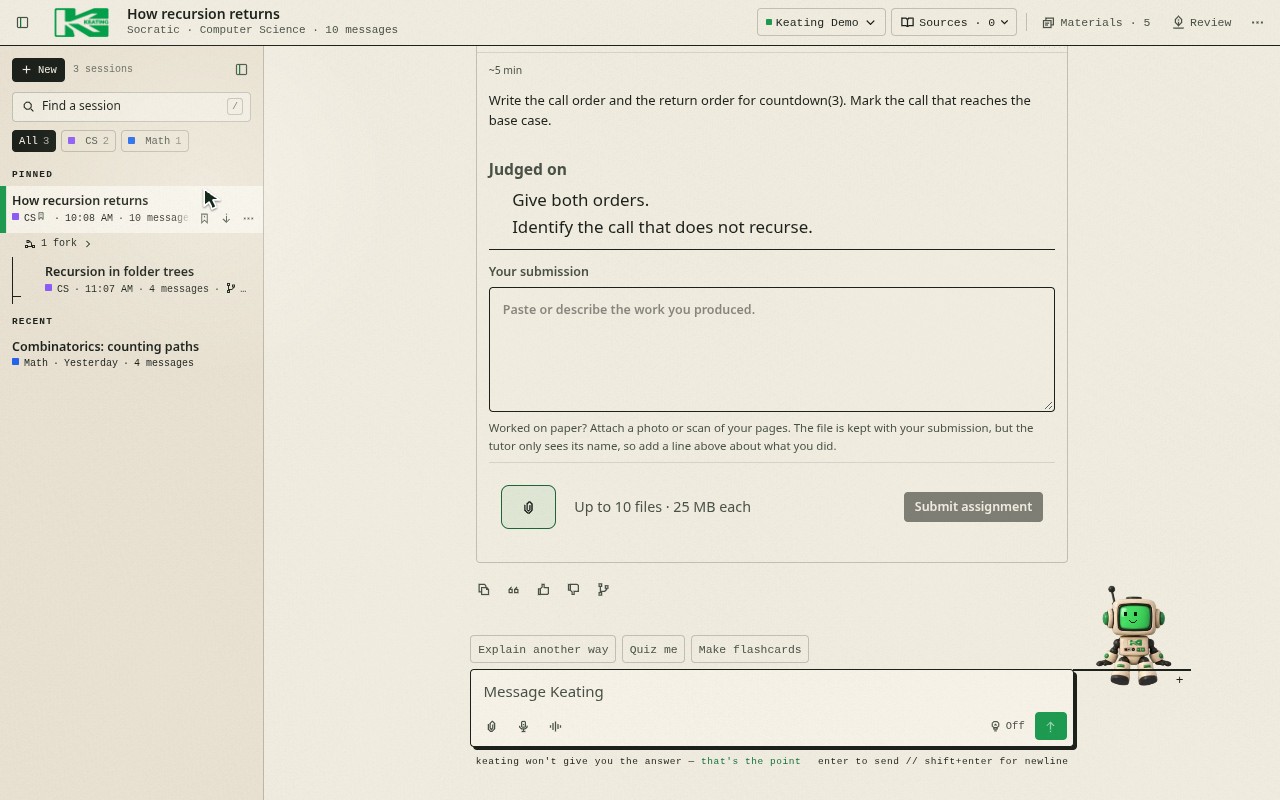 KEATING
How recursion returns
Socratic · Computer Science · 10 messages
Keating Demo
Sources · 0
Materials · 5
Review
+ New
3 sessions
Find a session
/
All 3
CS 2
Math 1
PINNED
How recursion returns
CS · 10:08 AM · 10 message
1 fork
Recursion in folder trees
CS · 11:07 AM · 4 messages · …
RECENT
Combinatorics: counting paths
Math · Yesterday · 4 messages
~5 min
Write the call order and the return order for countdown(3). Mark the call that reaches the
base case.
Judged on
Give both orders.
Identify the call that does not recurse.
Your submission
Paste or describe the work you produced.
Worked on paper? Attach a photo or scan of your pages. The file is kept with your submission, but the
tutor only sees its name, so add a line above about what you did.
Up to 10 files · 25 MB each
Submit assignment
Explain another way
Quiz me
Make flashcards
Message Keating
Off
+
keating won't give you the answer — that's the point
enter to send // shift+enter for newline